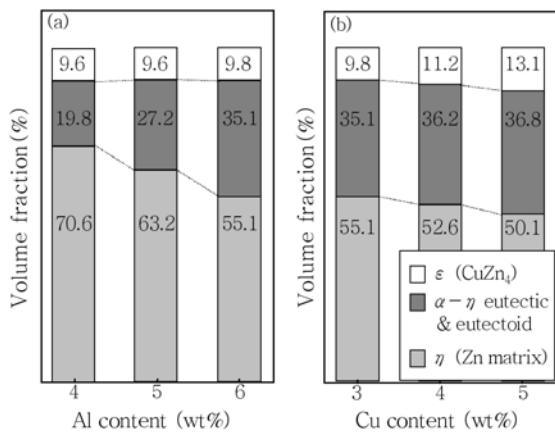 (a)
9.6 9.6 9.8
19.8 27.2 35.1
70.6 63.2 55.1
4 5 6
Al content (wt%)
Volume fraction(%)
(b)
9.8 11.2 13.1
35.1 36.2 36.8
55.1 52.6 50.1
ε (CuZn₄)
α−η eutectic
& eutectoid
η (Zn matrix)
3 4 5
Cu content (wt%)
Volume fraction(%)